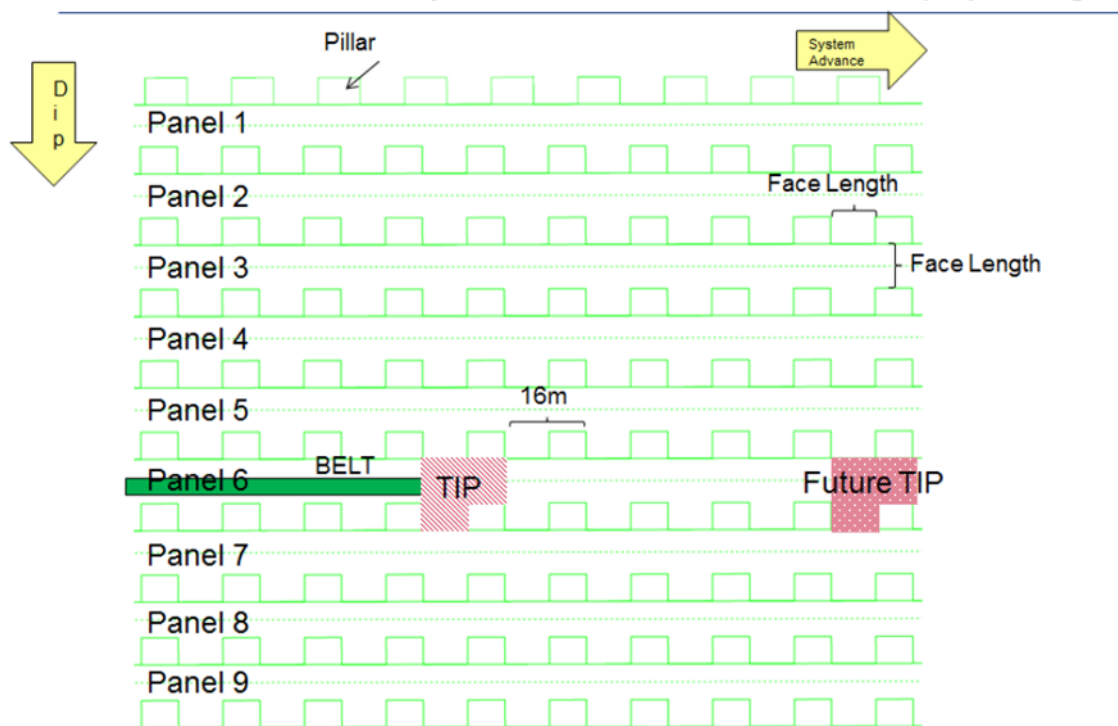 Pillar
System
Advance
D
i
p
Panel 1
Panel 2
Face Length
Panel 3
Face Length
Panel 4
16m
Panel 5
BELT
Panel 6
TIP
Future TIP
Panel 7
Panel 8
Panel 9